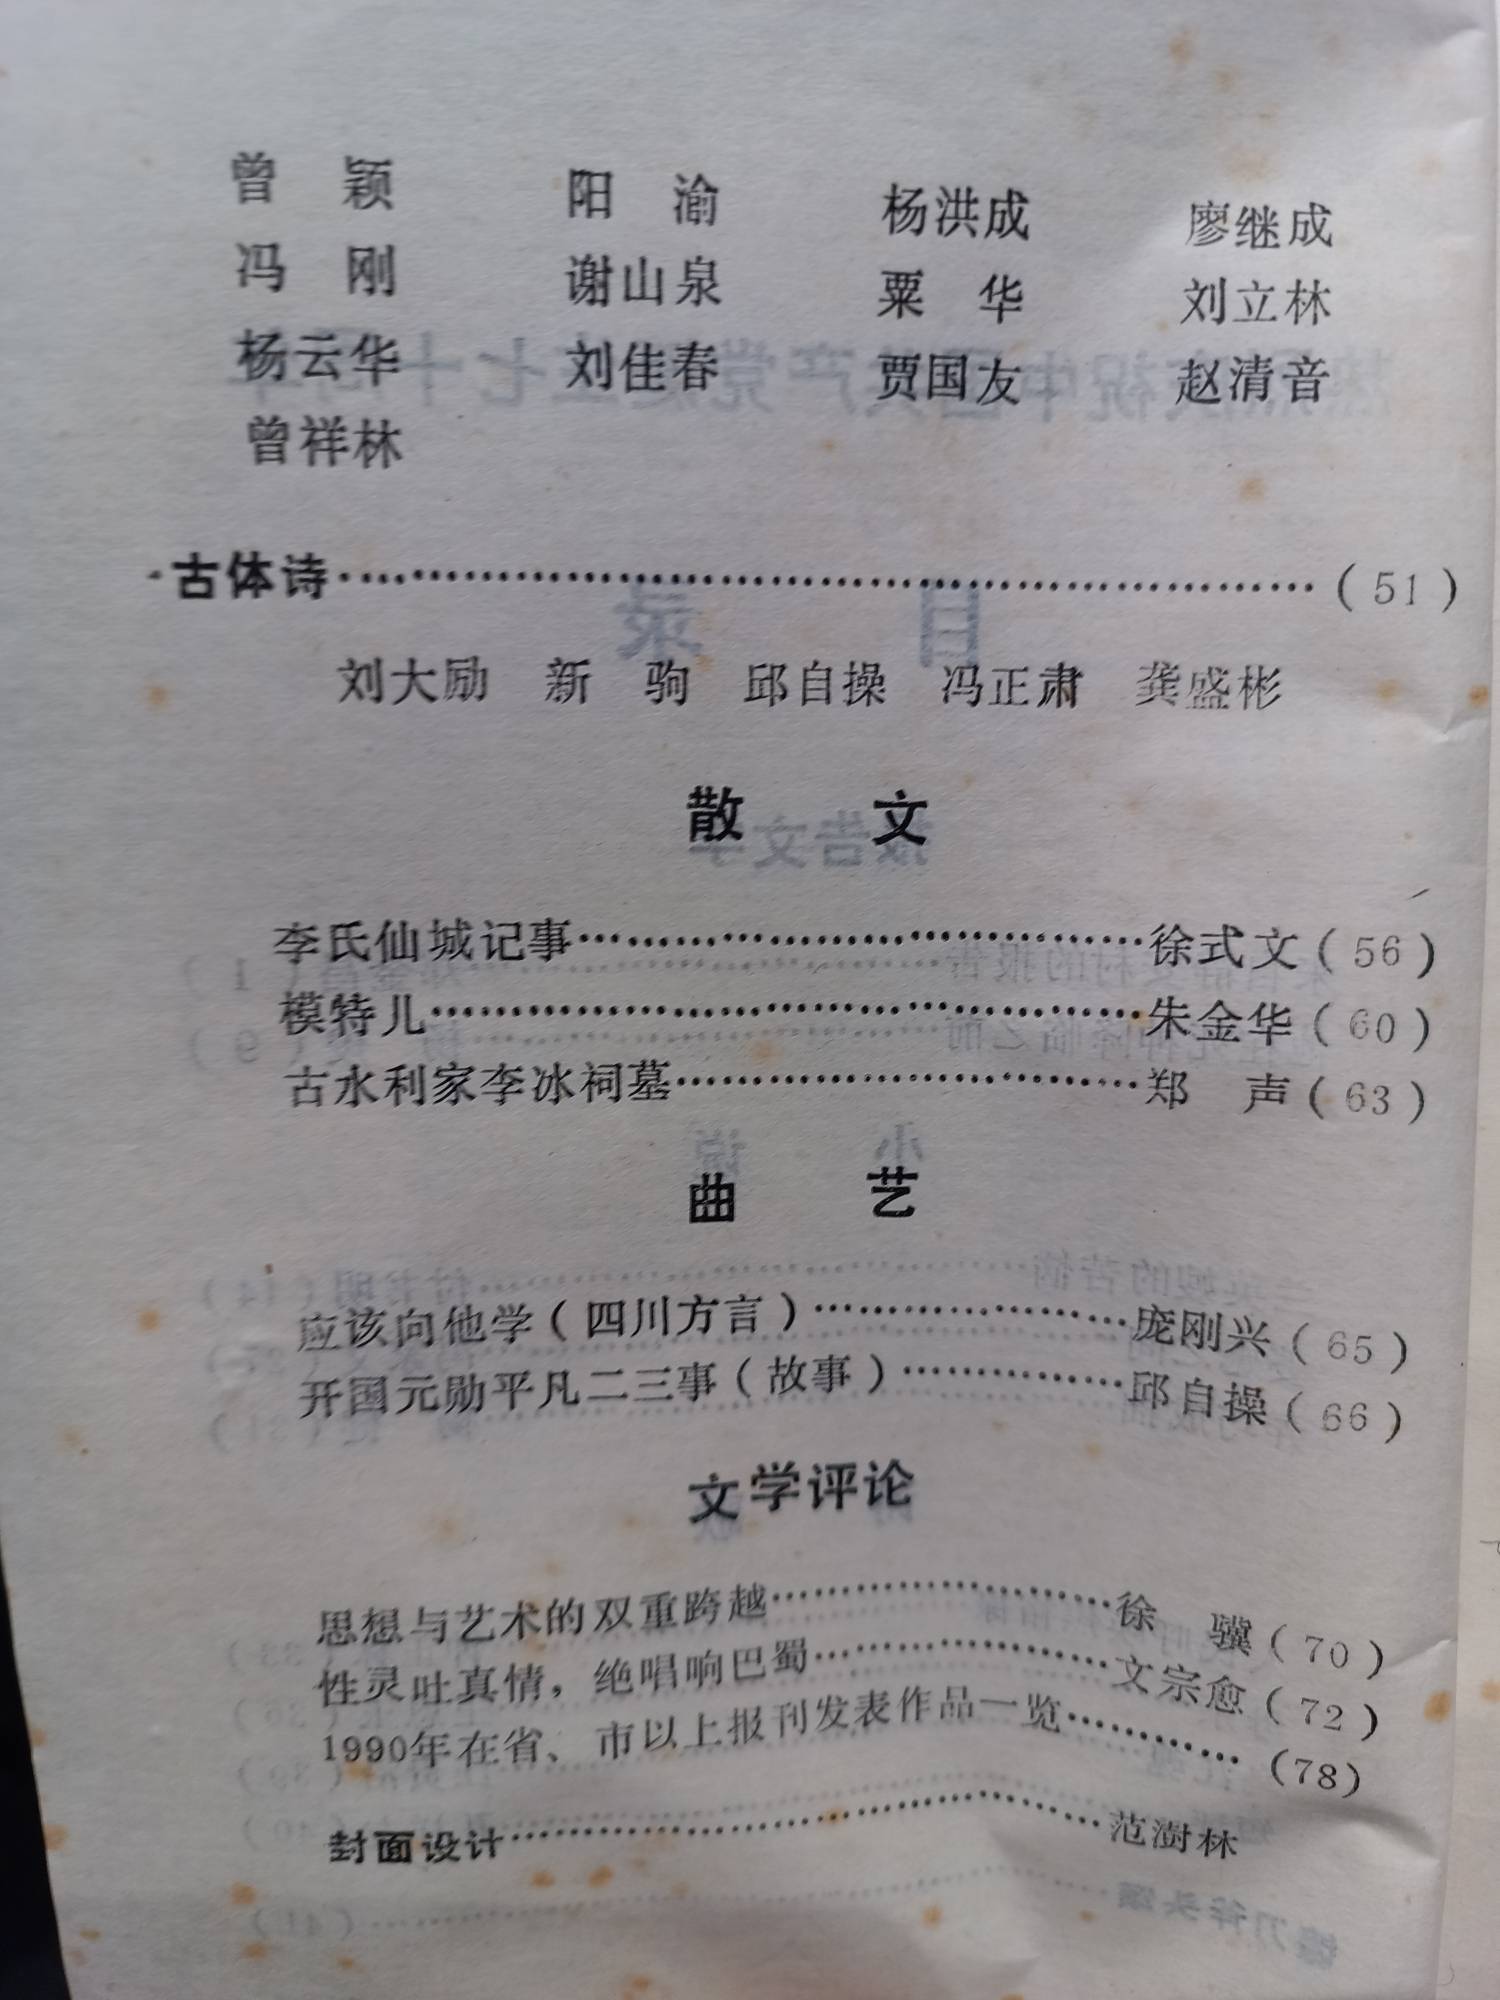 曾　颖　阳　渝　杨洪成　廖继成
冯　刚　谢山泉　粟　华　刘立林
杨云华　刘佳春　贾国友　赵清音
曾祥林
古体诗……………………………(51)
刘大励　新　驹　邱自操　冯正肃　龚盛彬
散　文
李氏仙城记事……………………徐式文(56)
模特儿……………………………朱金华(60)
古水利家李冰祠墓………………郑　声(63)
曲　艺
应该向他学(四川方言)…………庞刚兴(65)
开国元勋平凡二三事(故事)……邱自操(66)
文学评论
思想与艺术的双重跨越…………徐　骥(70)
性灵吐真情，绝唱响巴蜀………文宗愈(72)
1990年在省、市以上报刊发表作品一览………(78)
封面设计……………………………范澍林